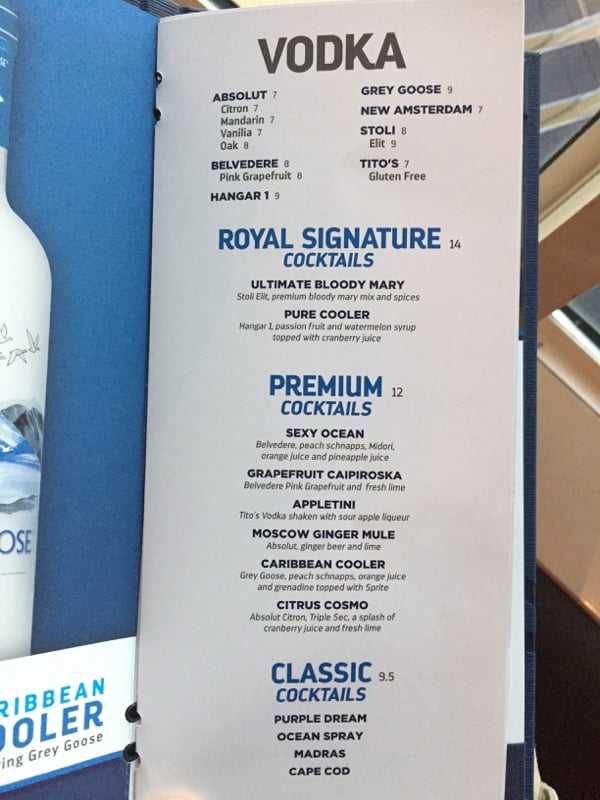 VODKA
ABSOLUT 7
Citron 7
Mandarin 7
Vanilia 7
Oak 8
BELVEDERE 8
Pink Grapefruit 8
HANGAR 1 9
GREY GOOSE 9
NEW AMSTERDAM 7
STOLI 8
Elit 9
TITO'S 7
Gluten Free
ROYAL SIGNATURE 14
COCKTAILS
ULTIMATE BLOODY MARY
Stoli Elit, premium bloody mary mix and spices
PURE COOLER
Hangar 1, passion fruit and watermelon syrup
topped with cranberry juice
PREMIUM 12
COCKTAILS
SEXY OCEAN
Belvedere, peach schnapps, Midori,
orange juice and pineapple juice
GRAPEFRUIT CAIPIROSKA
Belvedere Pink Grapefruit and fresh lime
APPLETINI
Tito's Vodka shaken with sour apple liqueur
MOSCOW GINGER MULE
Absolut, ginger beer and lime
CARIBBEAN COOLER
Grey Goose, peach schnapps, orange juice
and grenadine topped with Sprite
CITRUS COSMO
Absolut Citron, Triple Sec, a splash of
cranberry juice and fresh lime
CLASSIC 9.5
COCKTAILS
PURPLE DREAM
OCEAN SPRAY
MADRAS
CAPE COD
OSE
RIBBEAN
OOLER
ing Grey Goose